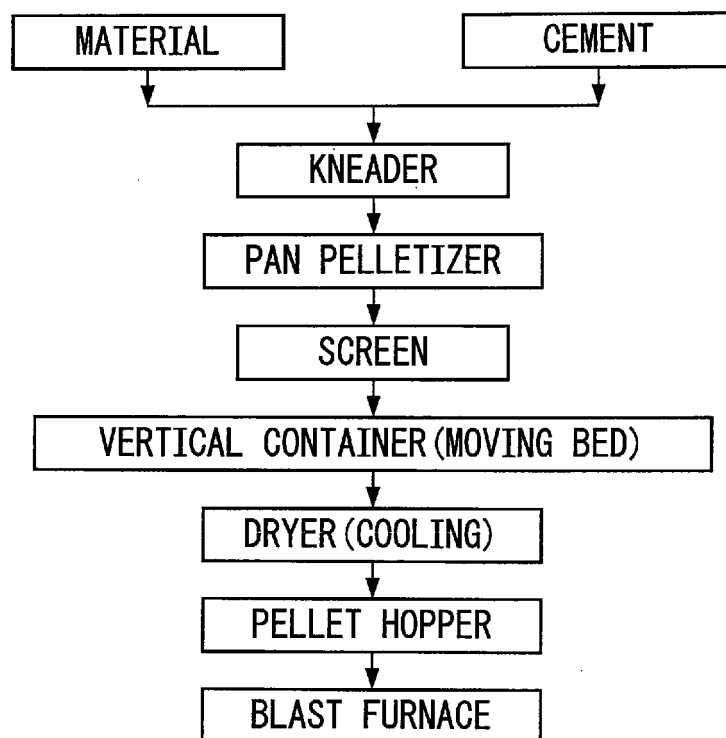 MATERIAL
CEMENT
KNEADER
PAN PELLETIZER
SCREEN
VERTICAL CONTAINER(MOVING BED)
DRYER(COOLING)
PELLET HOPPER
BLAST FURNACE